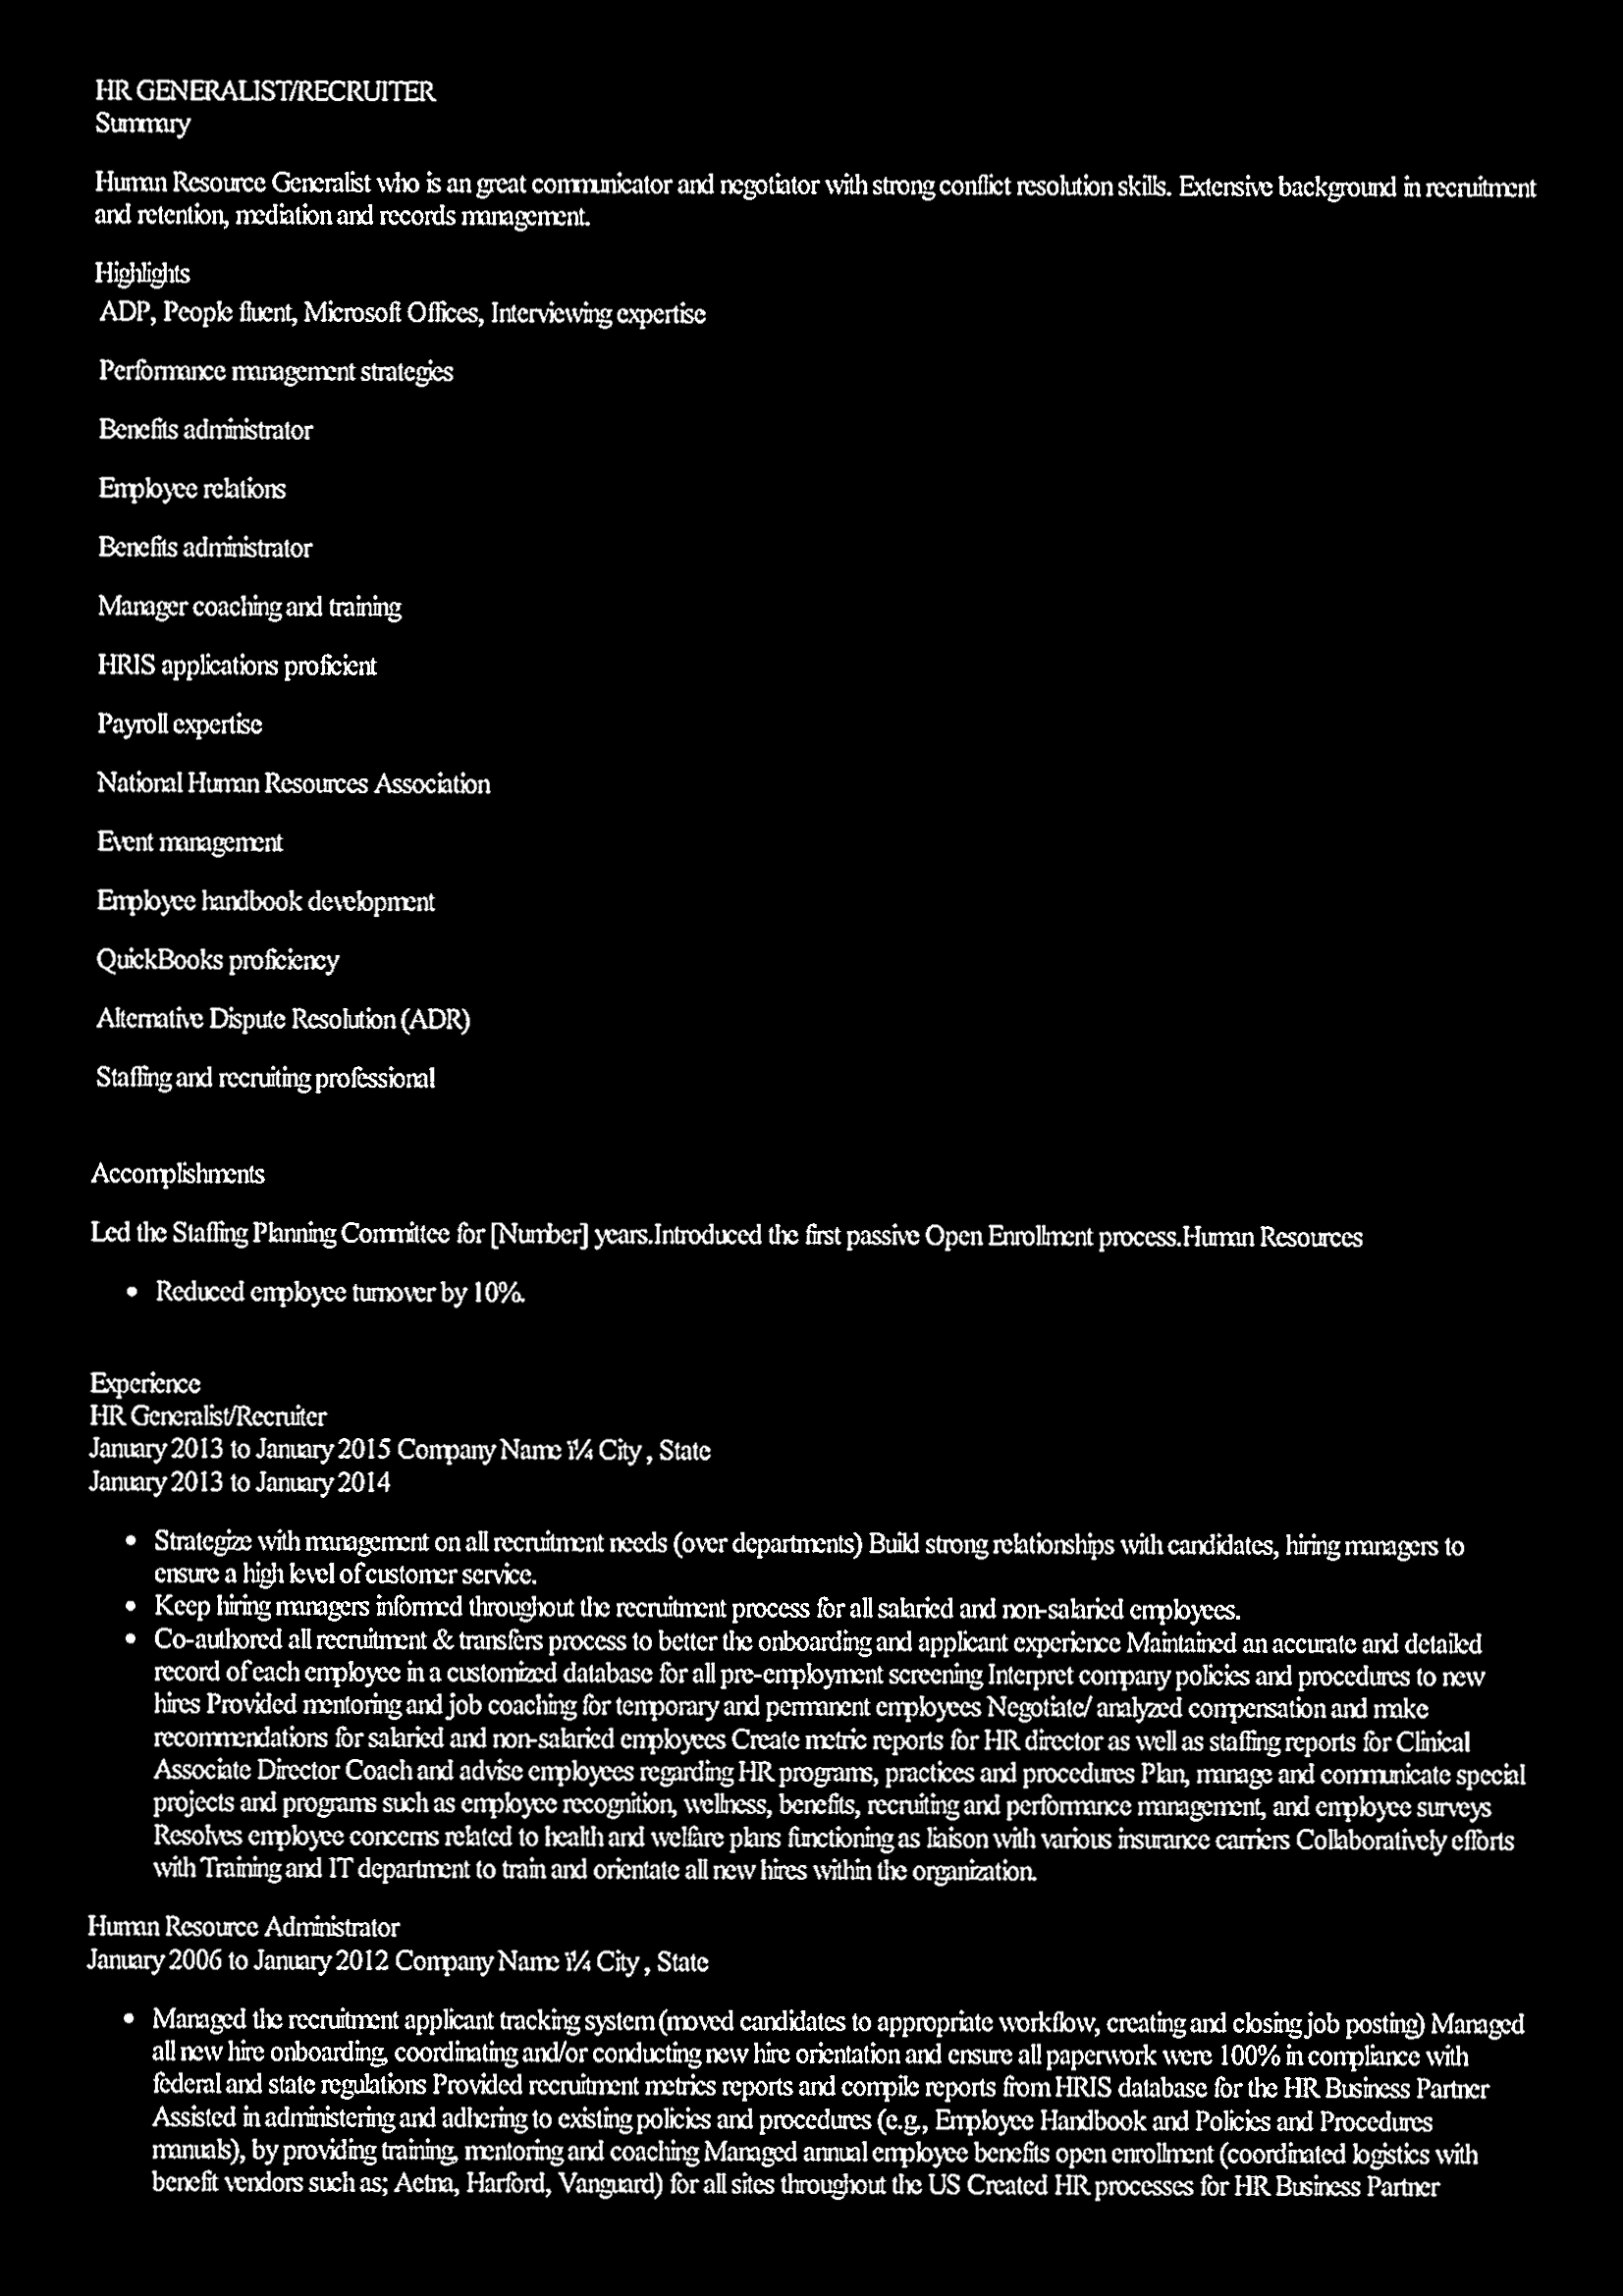 HR GENERALIST/RECRUITER
Summary
Human Resource Generalist who is an great communicator and negotiator with strong conflict resolution skills. Extensive background in recruitment
and retention, mediation and records management.
Highlights
ADP, People fluent, Microsoft Offices, Interviewing expertise
Performance management strategies
Benefits administrator
Employee relations
Benefits administrator
Manager coaching and training
HRIS applications proficient
Payroll expertise
National Human Resources Association
Event management
Employee handbook development
QuickBooks proficiency
Alternative Dispute Resolution (ADR)
Staffing and recruiting professional
Accomplishments
Led the Staffing Planning Committee for [Number] years.Introduced the first passive Open Enrollment process.Human Resources
• Reduced employee turnover by 10%.
Experience
HR Generalist/Recruiter
January 2013 to January 2015 Company Name ï¼ City , State
January 2013 to January 2014
• Strategize with management on all recruitment needs (over departments) Build strong relationships with candidates, hiring managers to
ensure a high level of customer service.
• Keep hiring managers informed throughout the recruitment process for all salaried and non-salaried employees.
• Co-authored all recruitment & transfers process to better the onboarding and applicant experience Maintained an accurate and detailed
record of each employee in a customized database for all pre-employment screening Interpret company policies and procedures to new
hires Provided mentoring and job coaching for temporary and permanent employees Negotiate/ analyzed compensation and make
recommendations for salaried and non-salaried employees Create metric reports for HR director as well as staffing reports for Clinical
Associate Director Coach and advise employees regarding HR programs, practices and procedures Plan, manage and communicate special
projects and programs such as employee recognition, wellness, benefits, recruiting and performance management, and employee surveys
Resolves employee concerns related to health and welfare plans functioning as liaison with various insurance carriers Collaboratively efforts
with Training and IT department to train and orientate all new hires within the organization.
Human Resource Administrator
January 2006 to January 2012 Company Name ï¼ City , State
• Managed the recruitment applicant tracking system (moved candidates to appropriate workflow, creating and closing job posting) Managed
all new hire onboarding, coordinating and/or conducting new hire orientation and ensure all paperwork were 100% in compliance with
federal and state regulations Provided recruitment metrics reports and compile reports from HRIS database for the HR Business Partner
Assisted in administering and adhering to existing policies and procedures (e.g., Employee Handbook and Policies and Procedures
manuals), by providing training, mentoring and coaching Managed annual employee benefits open enrollment (coordinated logistics with
benefit vendors such as; Aetna, Harford, Vanguard) for all sites throughout the US Created HR processes for HR Business Partner